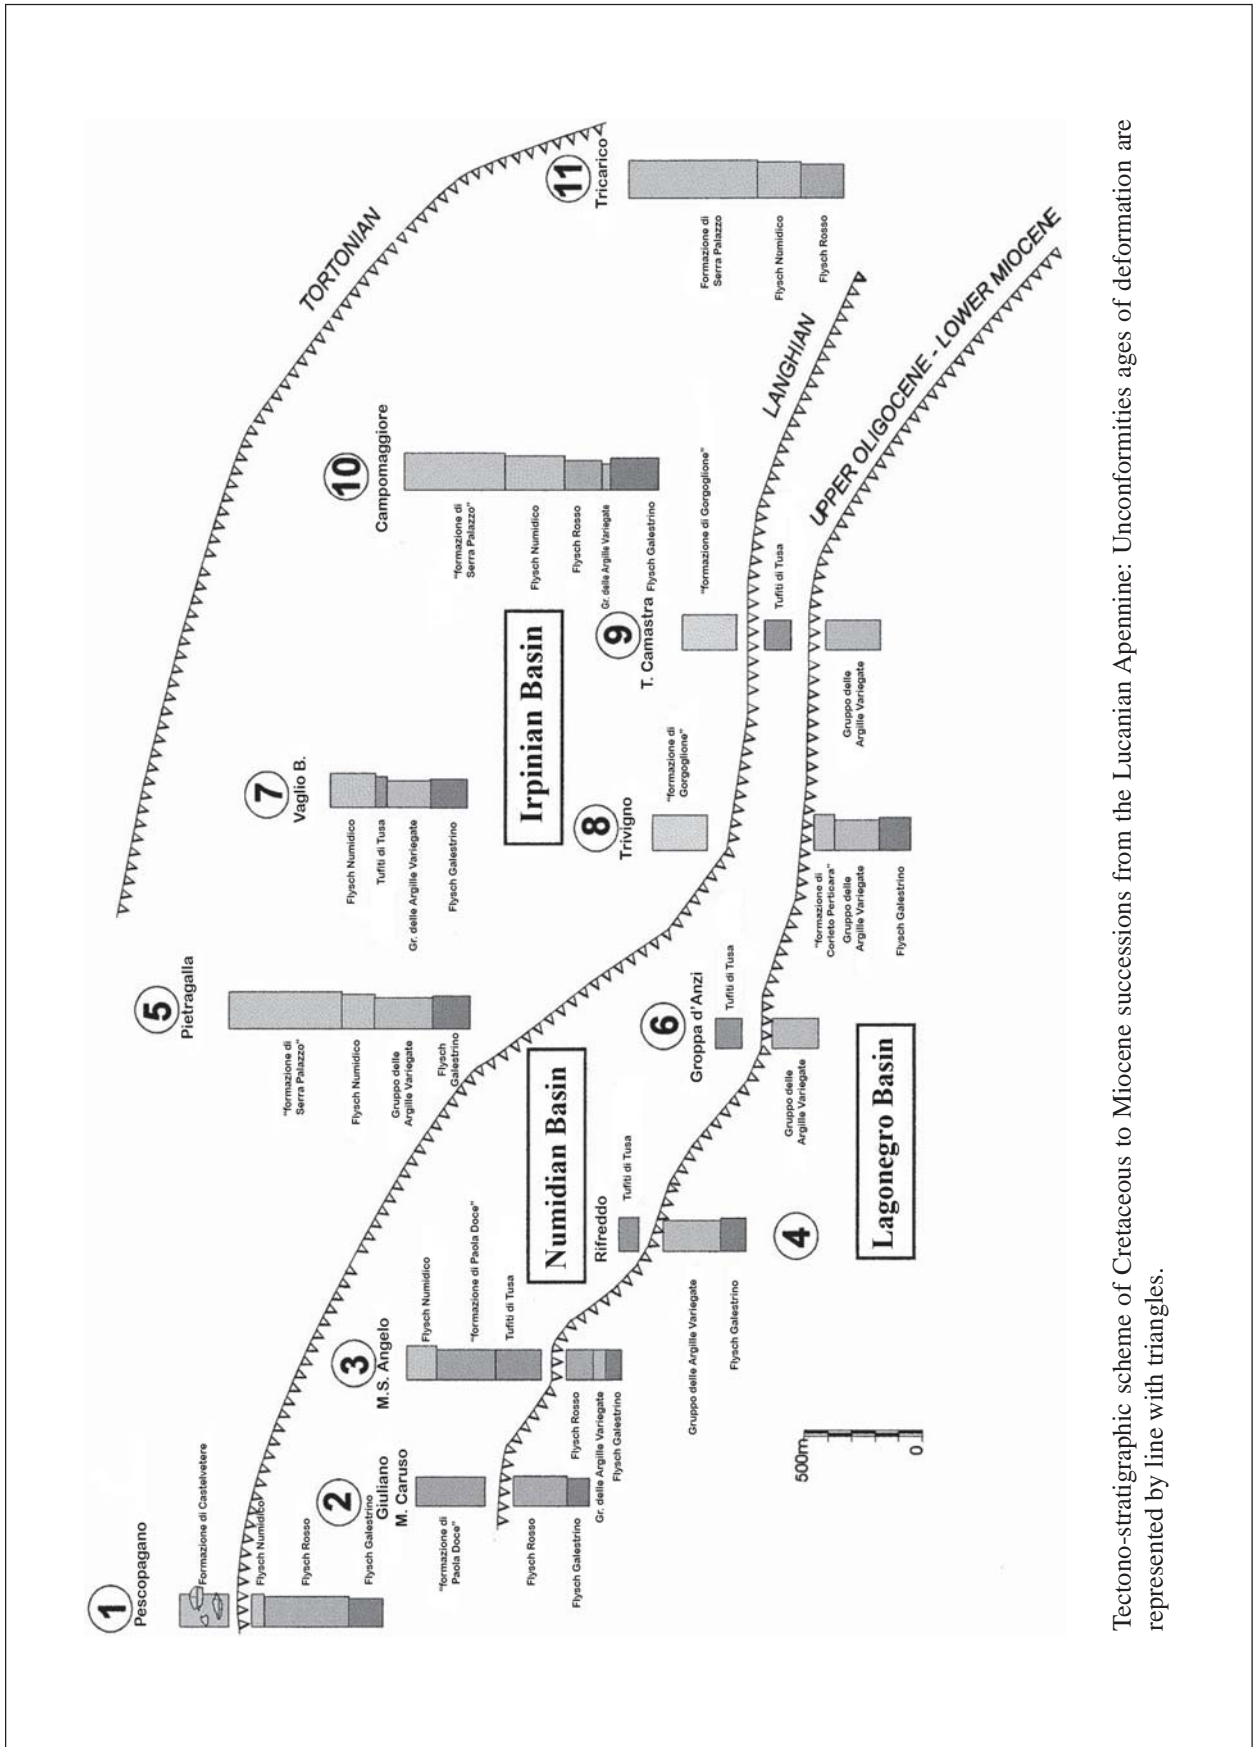 1
Pescopagano
Formazione di Castelvetere
Flysch Numidico
Flysch Rosso
Flysch Galestrino
2
Giuliano
M. Caruso
"formazione di
Paola Doce"
Flysch Rosso
Flysch Galestrino
3
M.S. Angelo
Flysch Numidico
"formazione di Paola Doce"
Tufiti di Tusa
Flysch Rosso
Gr. delle Argille Variegate
Flysch Galestrino
4
Rifreddo
Tufiti di Tusa
Gruppo delle Argille Variegate
Flysch Galestrino
5
Pietragalla
"formazione di
Serra Palazzo"
Flysch Numidico
Gruppo delle
Argille Variegate
Flysch
Galestrino
6
Groppa d'Anzi
Tufiti di Tusa
Gruppo delle
Argille Variegate
7
Vaglio B.
Flysch Numidico
Tufiti di Tusa
Gr. delle Argille Variegate
Flysch Galestrino
8
Trivigno
"formazione di
Gorgoglione"
"formazione di
Corleto Perticara"
Gruppo delle
Argille Variegate
Flysch Galestrino
9
T. Camastra
"formazione di Gorgoglione"
Tufiti di Tusa
Gruppo delle
Argille Variegate
10
Campomaggiore
"formazione di
Serra Palazzo"
Flysch Numidico
Flysch Rosso
Gr. delle Argille Variegate
Flysch Galestrino
11
Tricarico
Formazione di
Serra Palazzo
Flysch Numidico
Flysch Rosso
TORTONIAN
LANGHIAN
UPPER OLIGOCENE - LOWER MIOCENE
Irpinian Basin
Numidian Basin
Lagonegro Basin
500m
0
Tectono-stratigraphic scheme of Cretaceous to Miocene successions from the Lucanian Apennine: Unconformities ages of deformation are
represented by line with triangles.